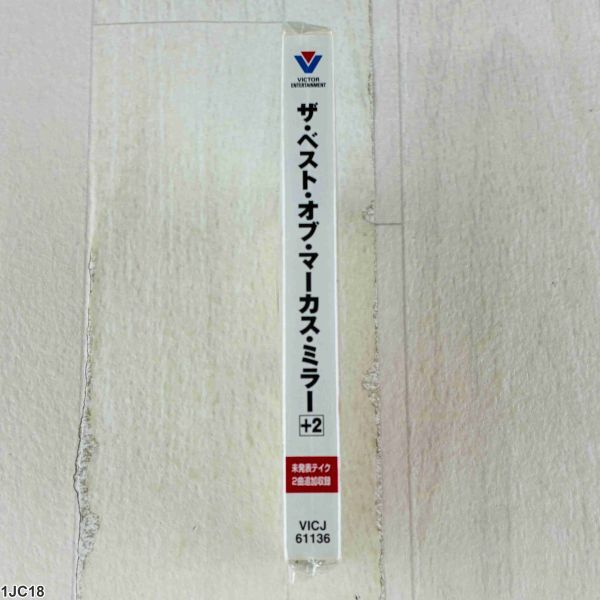 VICTOR
ENTERTAINMENT
ザ・ベスト・オブ・マーカス・ミラー+2
未発表テイク
2曲追加収録
VICJ
61136
1JC18